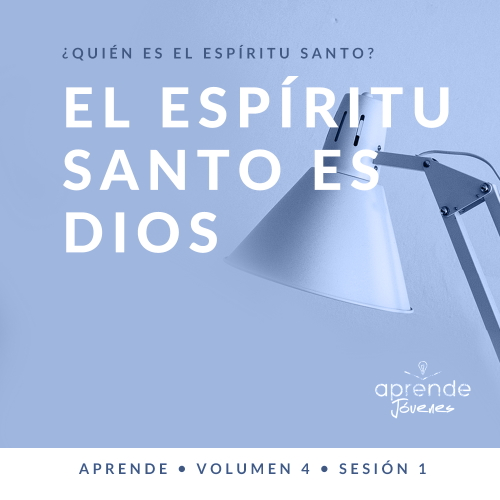 ¿QUIÉN ES EL ESPÍRITU SANTO?
EL ESPÍRITU
SANTO ES
DIOS
aprende
Jóvenes
APRENDE • VOLUMEN 4 • SESIÓN 1